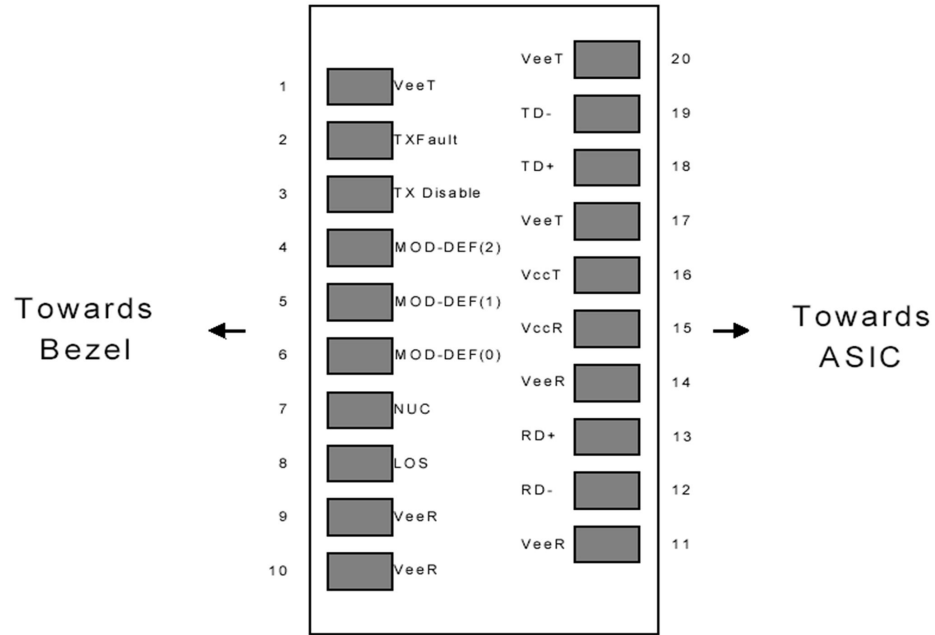 VeeT 20
1 VeeT
TD- 19
2 TXFault
TD+ 18
3 TX Disable
VeeT 17
4 MOD-DEF(2)
VccT 16
5 MOD-DEF(1)
Towards
Bezel
VccR 15
Towards
ASIC
6 MOD-DEF(0)
VeeR 14
7 NUC
RD+ 13
8 LOS
RD- 12
9 VeeR
VeeR 11
10 VeeR